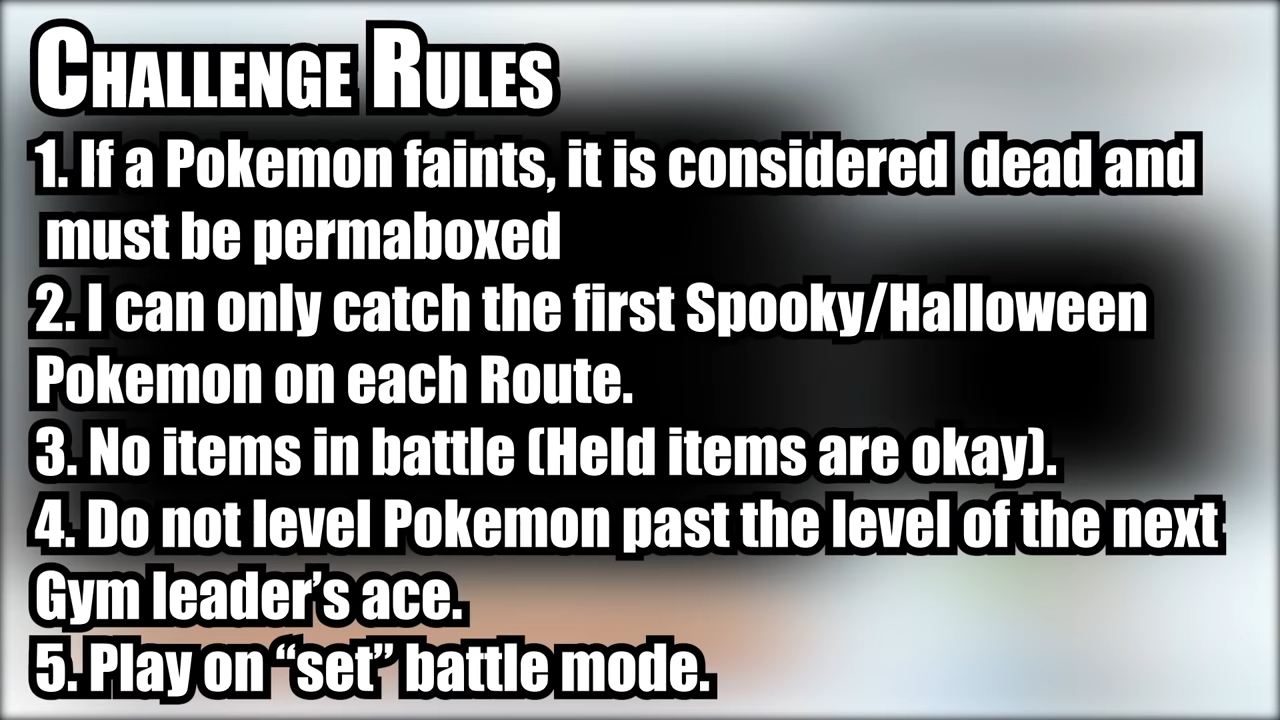 Challenge Rules
1. If a Pokemon faints, it is considered dead and
must be permaboxed
2. I can only catch the first Spooky/Halloween
Pokemon on each Route.
3. No items in battle (Held items are okay).
4. Do not level Pokemon past the level of the next
Gym leader’s ace.
5. Play on “set” battle mode.